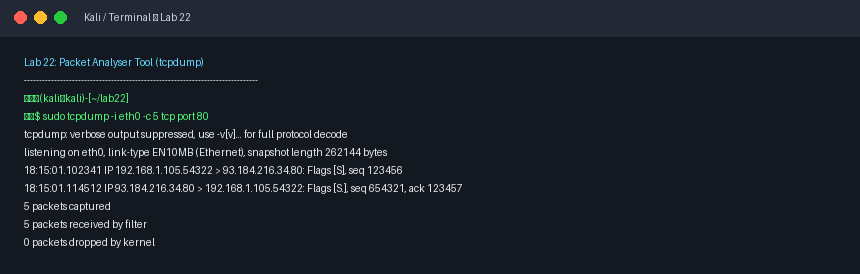 Kali / Terminal Lab 22
Lab 22: Packet Analyser Tool (tcpdump)
------------------------------------------------------------------------------
(kali kali)-[~/lab22]
$ sudo tcpdump -i eth0 -c 5 tcp port 80
tcpdump: verbose output suppressed, use -v[v]... for full protocol decode
listening on eth0, link-type EN10MB (Ethernet), snapshot length 262144 bytes
18:15:01.102341 IP 192.168.1.105.54322 > 93.184.216.34.80: Flags [S], seq 123456
18:15:01.114512 IP 93.184.216.34.80 > 192.168.1.105.54322: Flags [S.], seq 654321, ack 123457
5 packets captured
5 packets received by filter
0 packets dropped by kernel